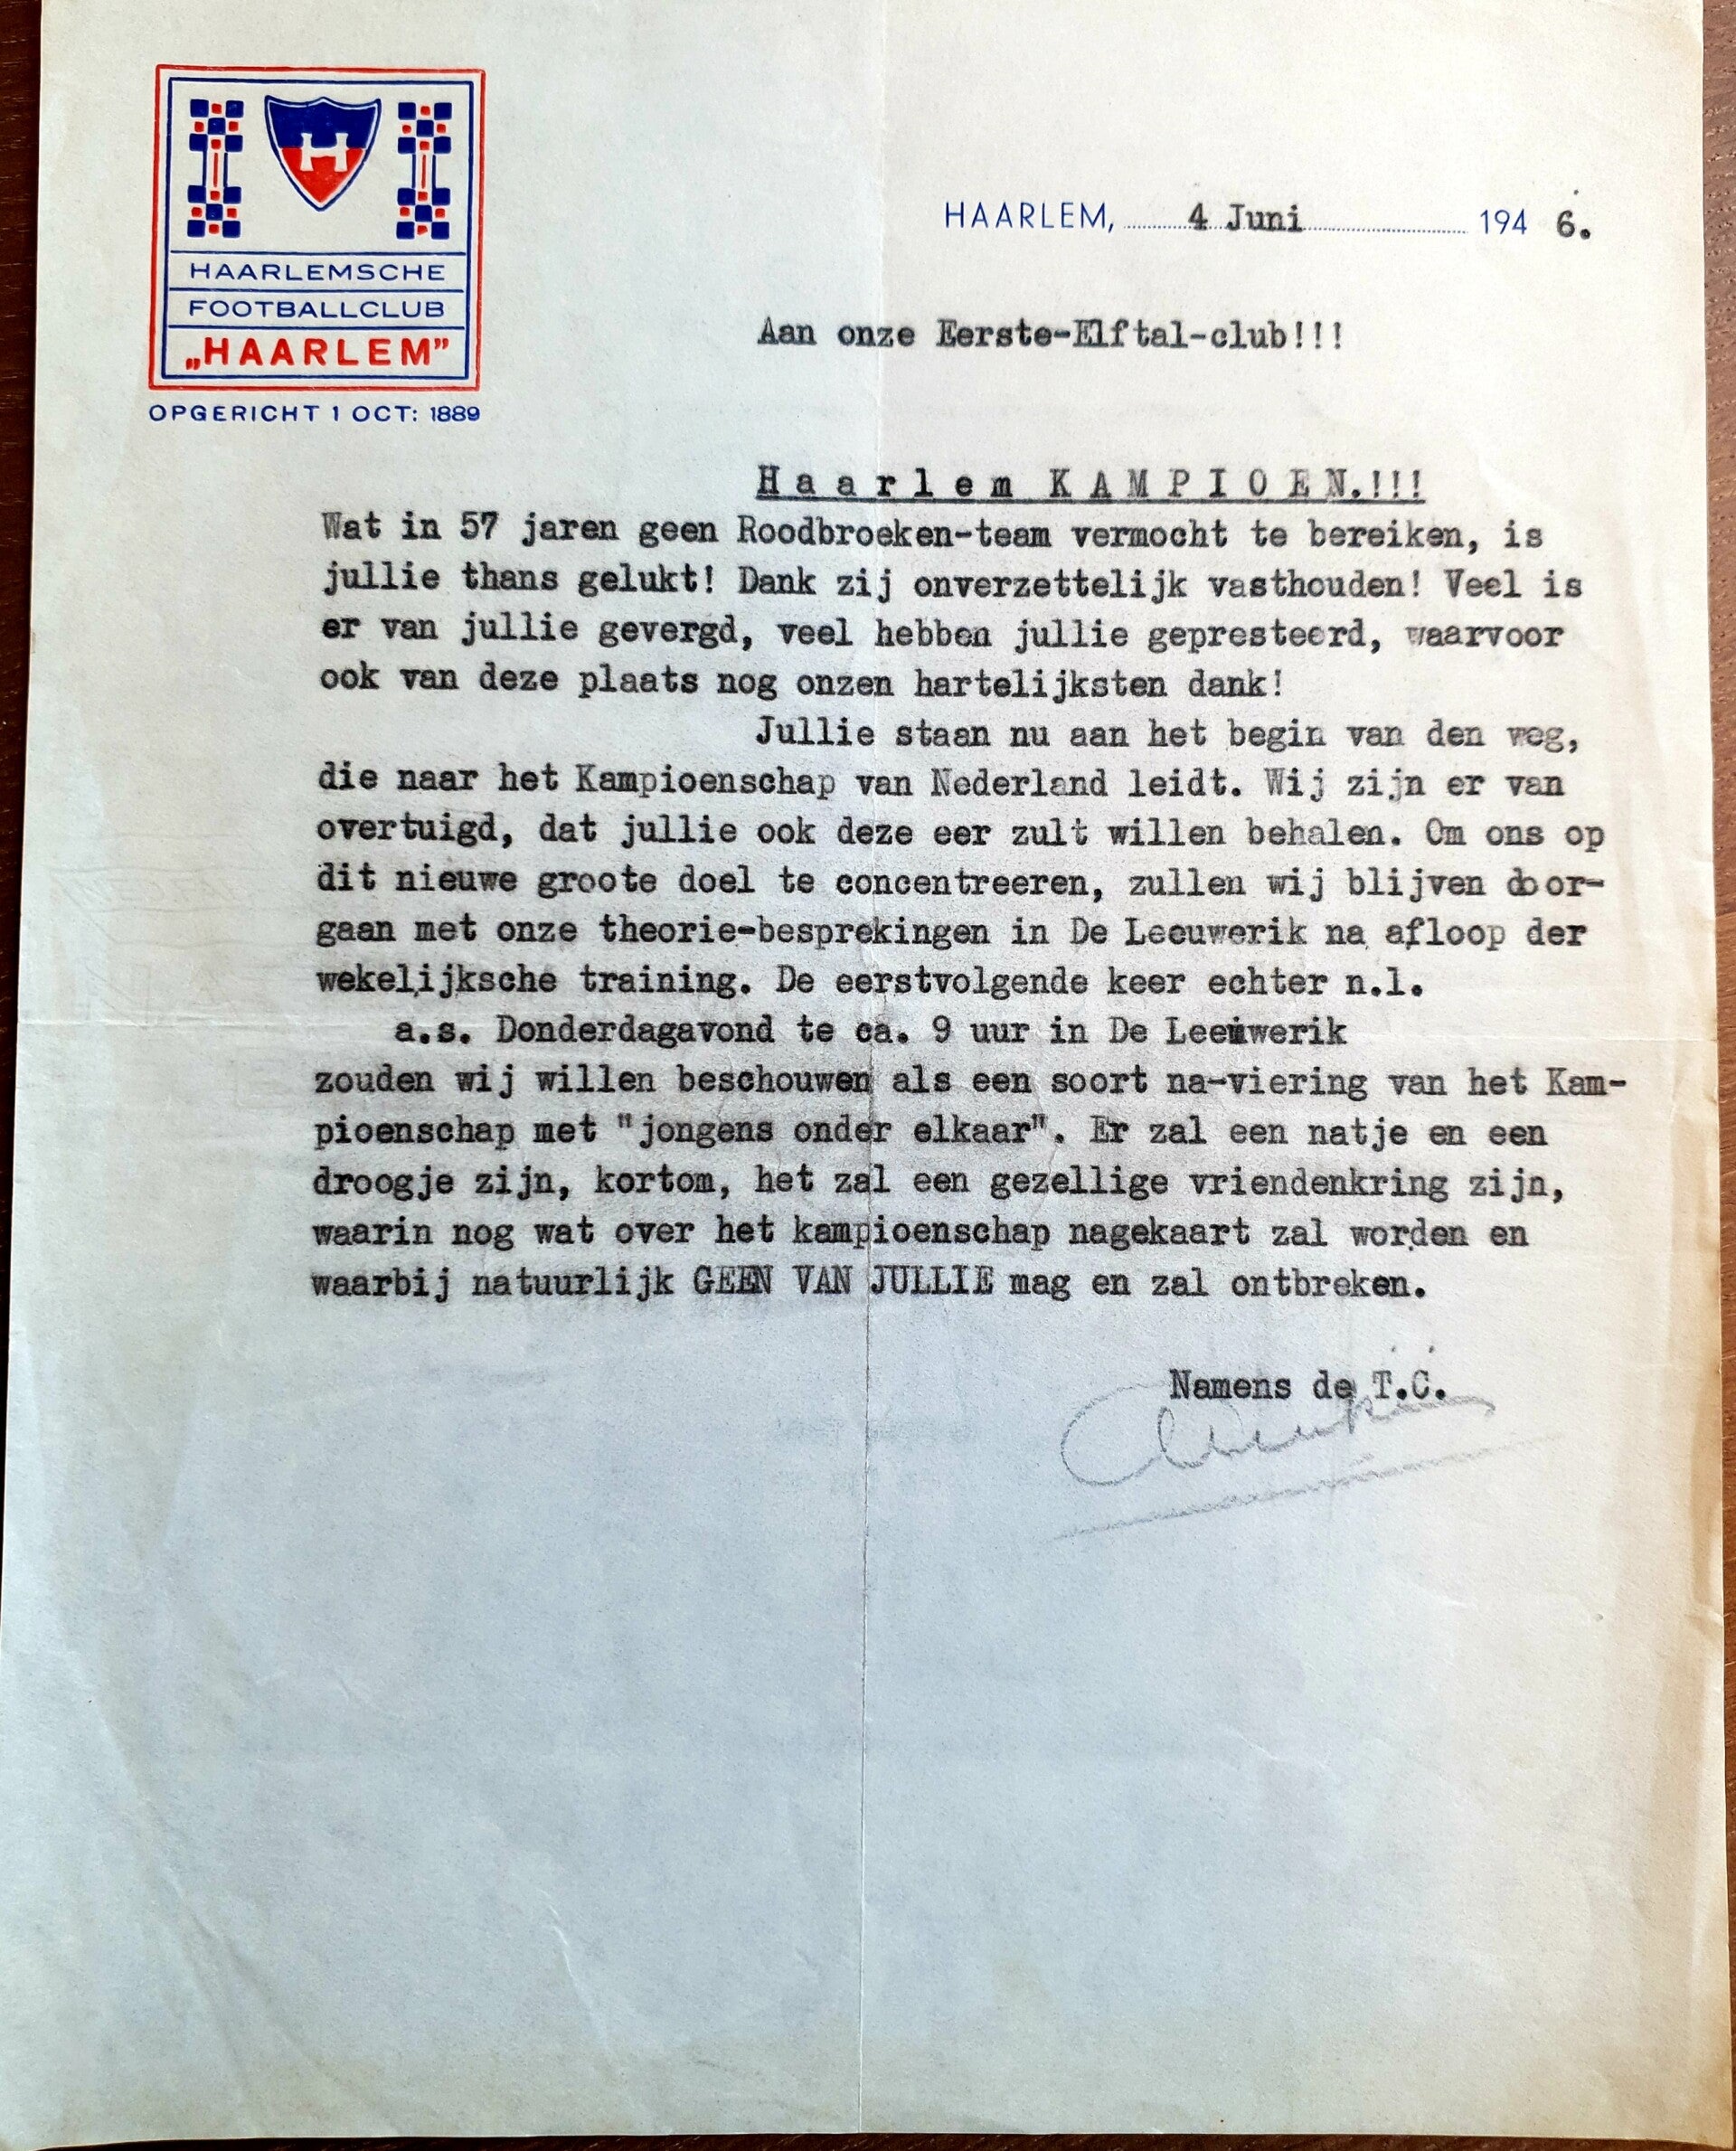 HAARLEMSCHE
FOOTBALLCLUB
„HAARLEM”
OPGERICHT 1 OCT: 1889
HAARLEM, 4 Juni 1946.
Aan onze Eerste-Elftal-club!!!
Haarlem KAMPIOEN.!!!
Wat in 57 jaren geen Roodbroeken-team vermocht te bereiken, is
jullie thans gelukt! Dank zij onverzettelijk vasthouden! Veel is
er van jullie gevergd, veel hebben jullie gepresteerd, waarvoor
ook van deze plaats nog onzen hartelijksten dank!
Jullie staan nu aan het begin van den weg,
die naar het Kampioenschap van Nederland leidt. Wij zijn er van
overtuigd, dat jullie ook deze eer zult willen behalen. Om ons op
dit nieuwe groote doel te concentreeren, zullen wij blijven door-
gaan met onze theorie-besprekingen in De Leeuwerik na afloop der
wekelijksche training. De eerstvolgende keer echter n.l.
a.s. Donderdagavond te ca. 9 uur in De Leeuwerik
zouden wij willen beschouwen als een soort na-viering van het Kam-
pioenschap met "jongens onder elkaar". Er zal een natje en een
droogje zijn, kortom, het zal een gezellige vriendenkring zijn,
waarin nog wat over het kampioenschap nagekaart zal worden en
waarbij natuurlijk GEEN VAN JULLIE mag en zal ontbreken.
Namens de T.C.